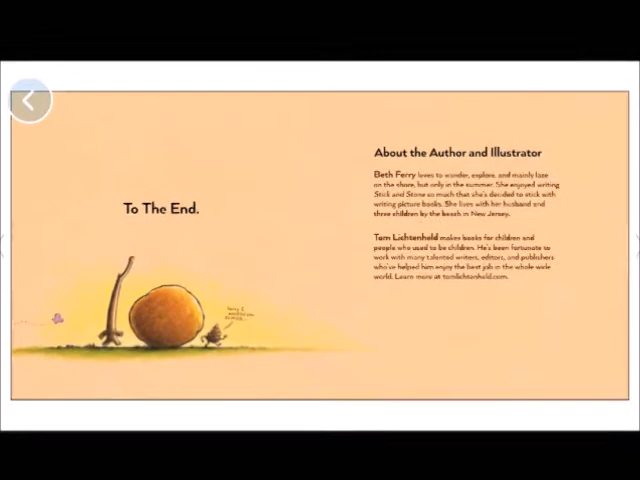 To The End.
About the Author and Illustrator
Beth Ferry loves to wonder, explore, and mainly laze
on the shore, but only in the summer. She enjoyed writing
Stick and Stone so much that she's decided to stick with
writing picture books. She lives with her husband and
three children by the beach in New Jersey.
Tom Lichtenheld makes books for children and
people who used to be children. He's been fortunate to
work with many talented writers, editors, and publishers
who've helped him enjoy the best job in the whole wide
world. Learn more at tomlichtenheld.com.